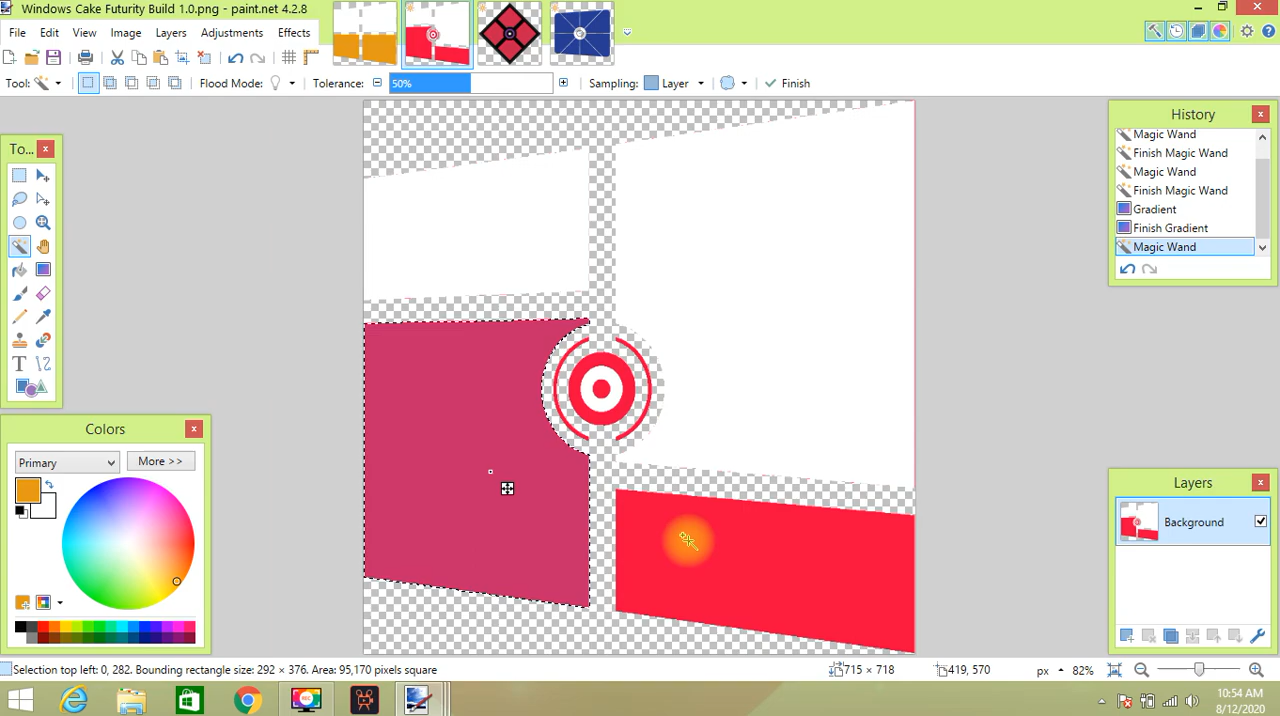 Windows Cake Futurity Build 1.0.png - paint.net 4.2.8
File Edit View Image Layers Adjustments Effects
Tool: Flood Mode: Tolerance: 50% Sampling: Layer Finish
To...
History
Magic Wand
Finish Magic Wand
Magic Wand
Finish Magic Wand
Gradient
Finish Gradient
Magic Wand
Colors
Primary More >>
Layers
Background
Selection top left: 0, 282. Bounding rectangle size: 292 × 376. Area: 95,170 pixels square 715 × 718 419, 570 px 82%
REC
10:54 AM
8/12/2020